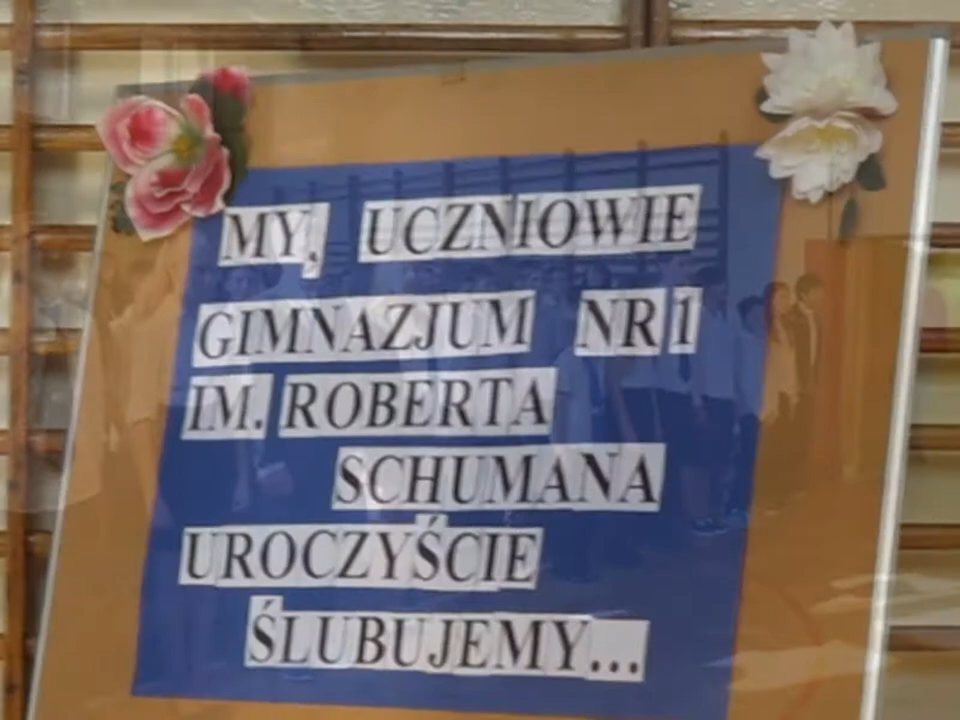 MY, UCZNIOWIE
GIMNAZJUM NR 1
IM. ROBERTA
SCHUMANA
UROCZYŚCIE
ŚLUBUJEMY...